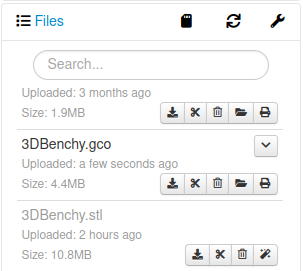 Files
Search...
Uploaded: 3 months ago
Size: 1.9MB
3DBenchy.gco
Uploaded: a few seconds ago
Size: 4.4MB
3DBenchy.stl
Uploaded: 2 hours ago
Size: 10.8MB